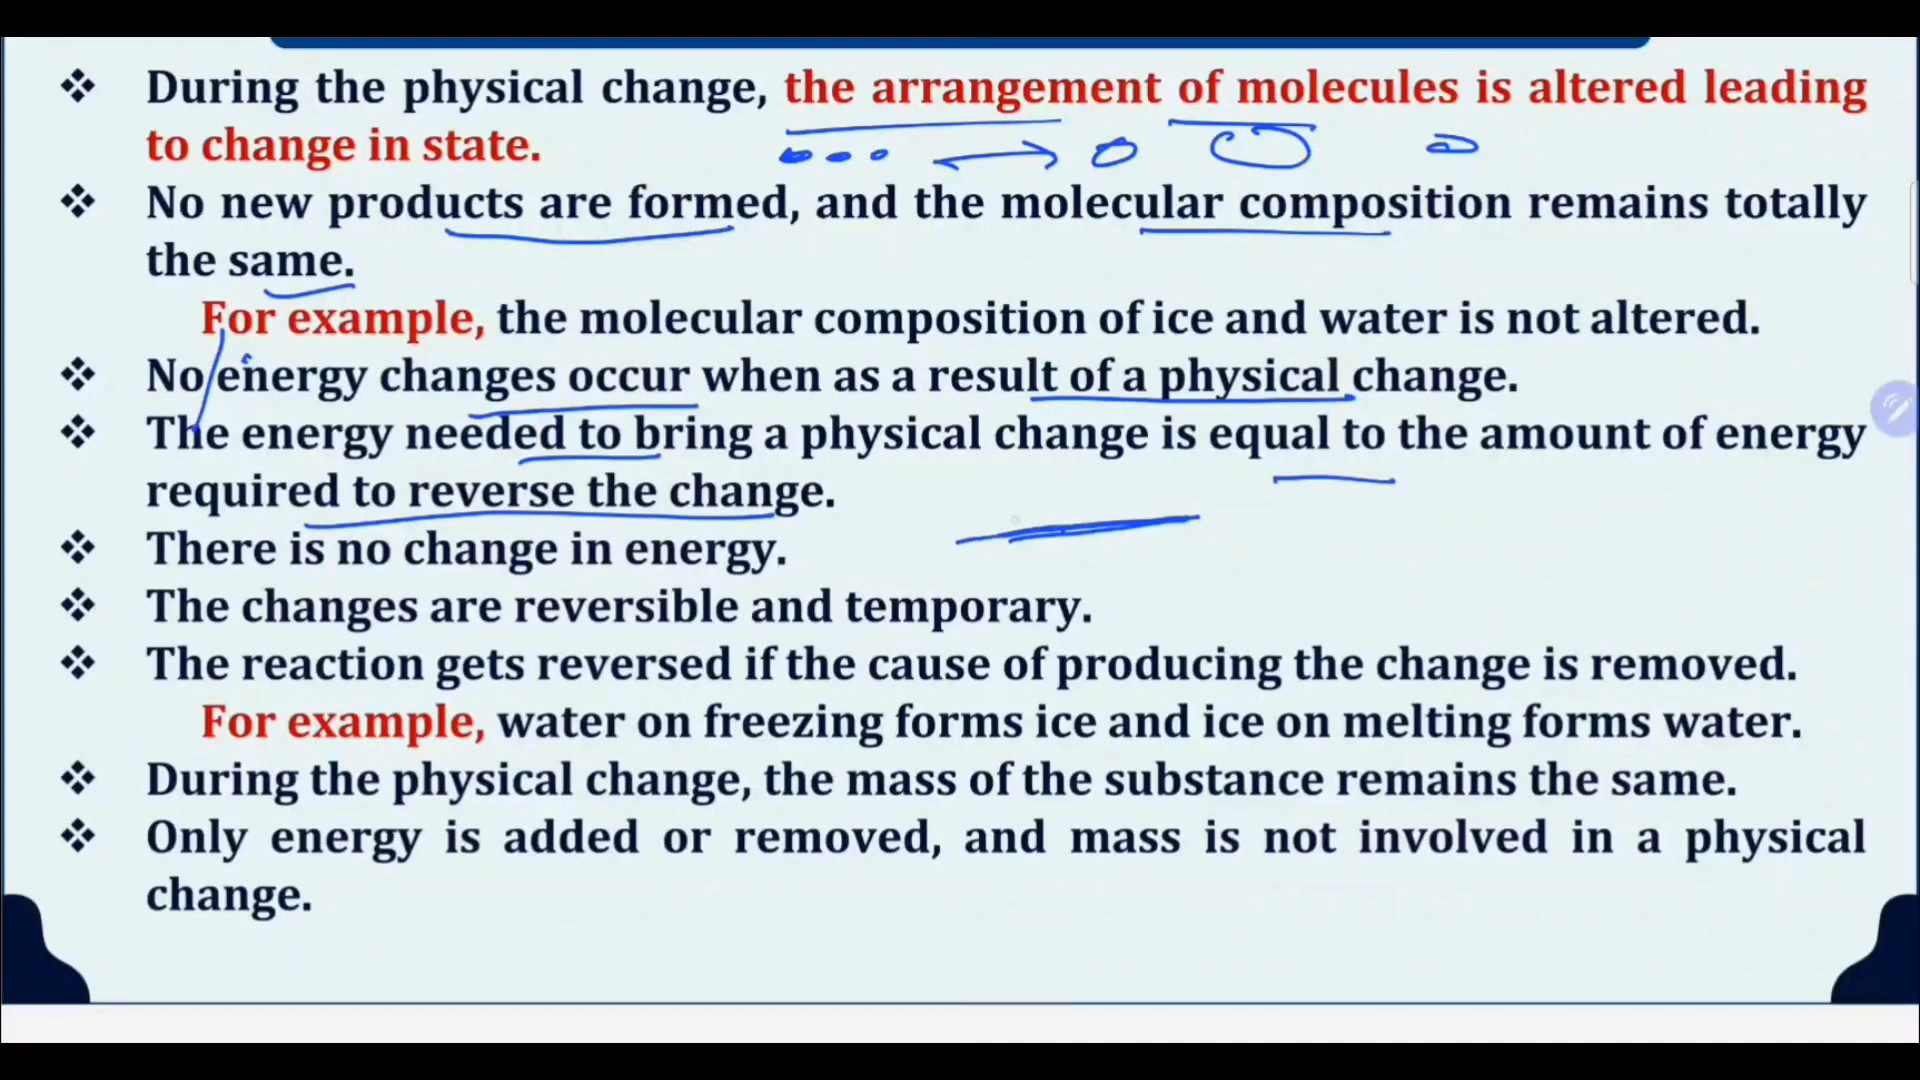 ❖ During the physical change, the arrangement of molecules is altered leading
to change in state.
❖ No new products are formed, and the molecular composition remains totally
the same.
For example, the molecular composition of ice and water is not altered.
❖ No energy changes occur when as a result of a physical change.
❖ The energy needed to bring a physical change is equal to the amount of energy
required to reverse the change.
❖ There is no change in energy.
❖ The changes are reversible and temporary.
❖ The reaction gets reversed if the cause of producing the change is removed.
For example, water on freezing forms ice and ice on melting forms water.
❖ During the physical change, the mass of the substance remains the same.
❖ Only energy is added or removed, and mass is not involved in a physical
change.